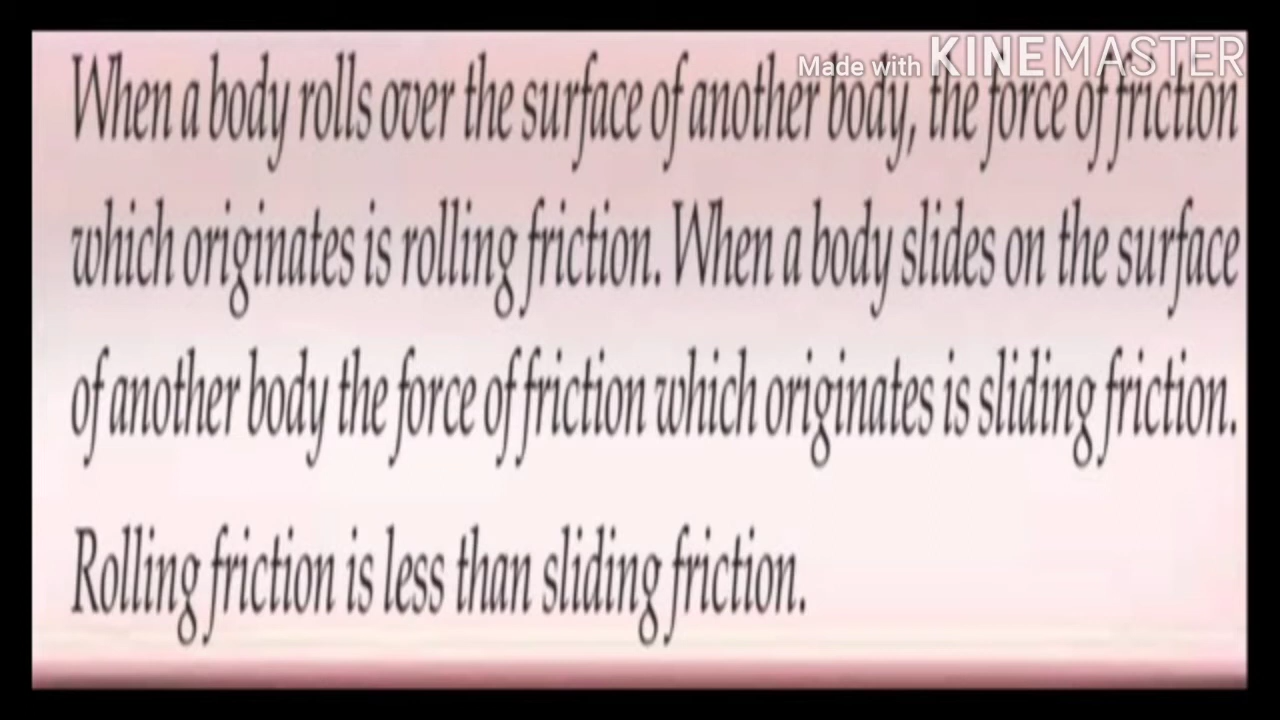 Made with KINEMASTER
When a body rolls over the surface of another body, the force of friction
which originates is rolling friction. When a body slides on the surface
of another body the force of friction which originates is sliding friction.
Rolling friction is less than sliding friction.